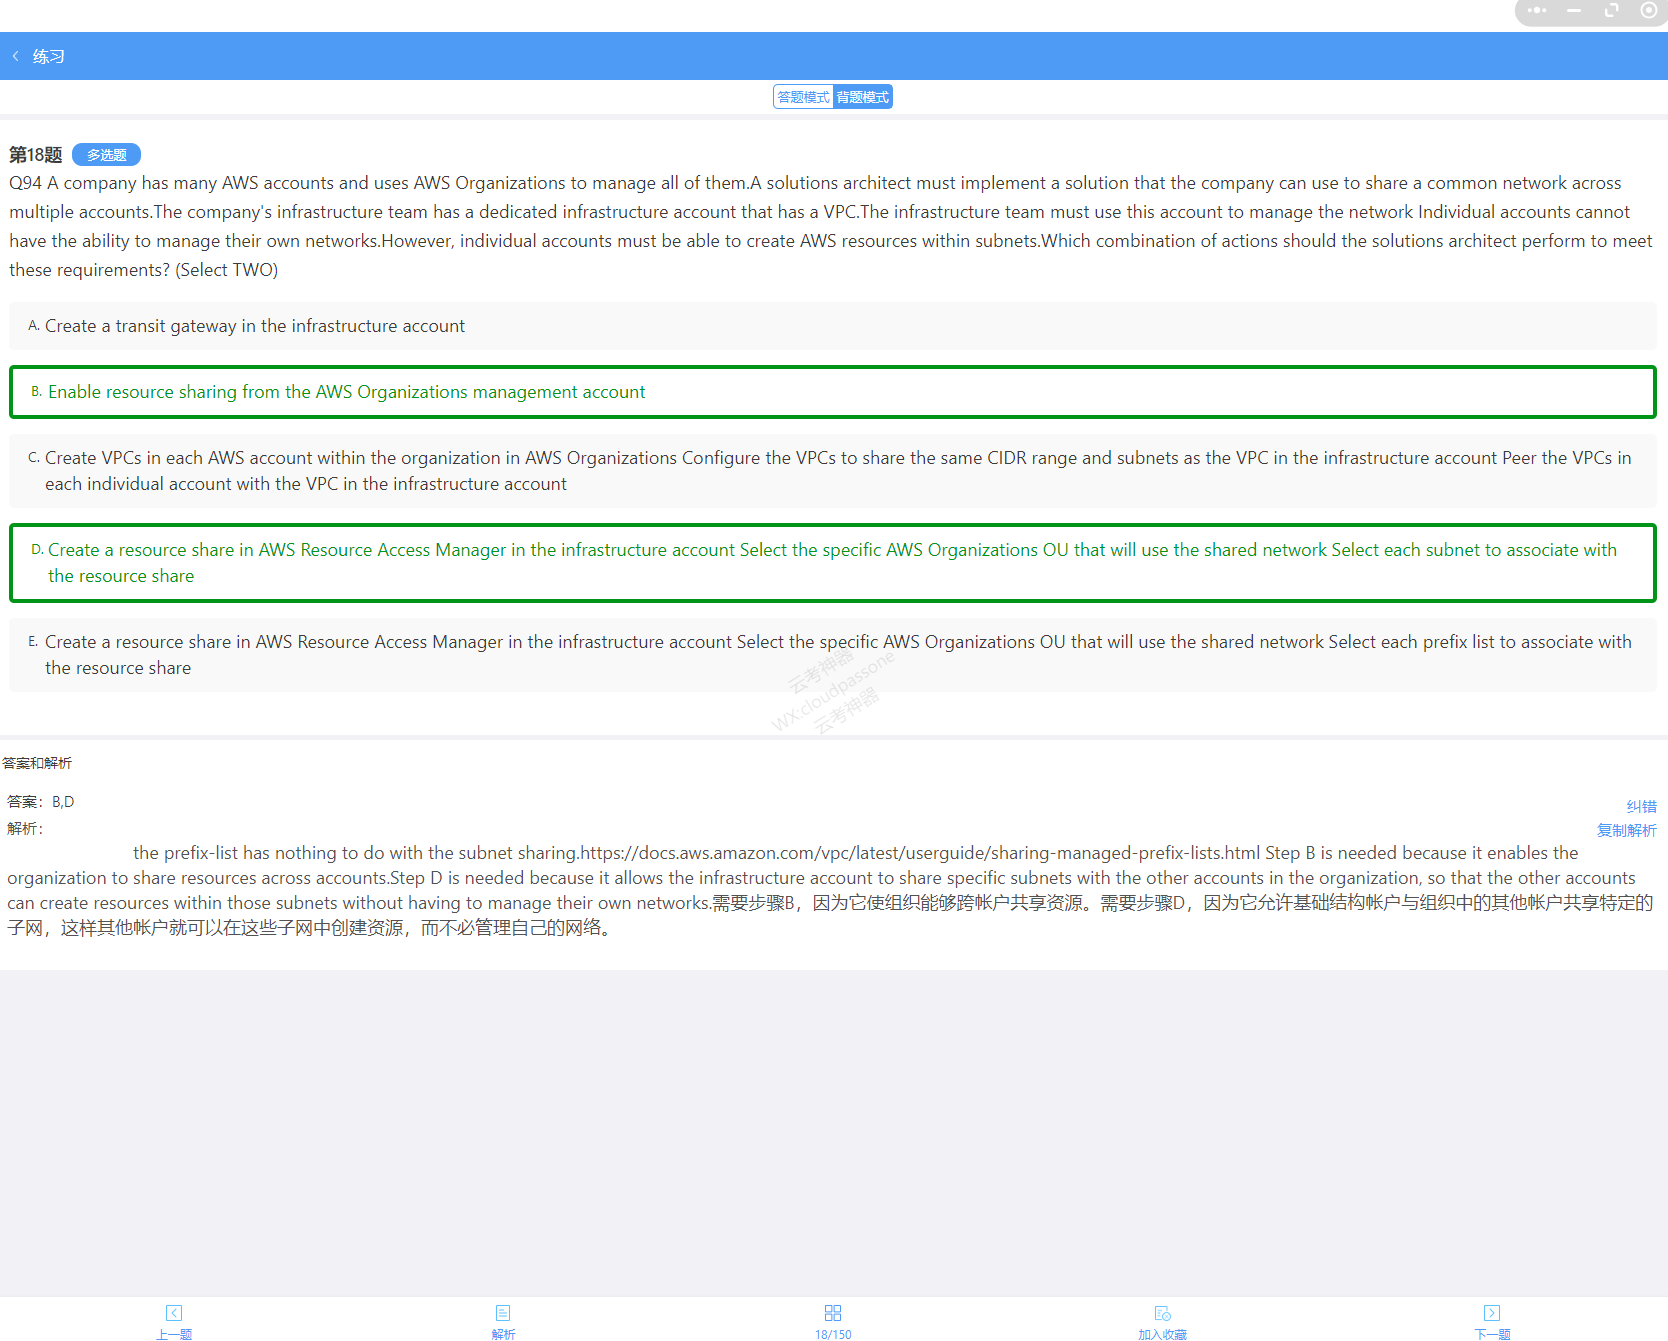 练习
答题模式 背题模式
第18题 多选题
Q94 A company has many AWS accounts and uses AWS Organizations to manage all of them.A solutions architect must implement a solution that the company can use to share a common network across
multiple accounts.The company's infrastructure team has a dedicated infrastructure account that has a VPC.The infrastructure team must use this account to manage the network Individual accounts cannot
have the ability to manage their own networks.However, individual accounts must be able to create AWS resources within subnets.Which combination of actions should the solutions architect perform to meet
these requirements? (Select TWO)
A. Create a transit gateway in the infrastructure account
B. Enable resource sharing from the AWS Organizations management account
C. Create VPCs in each AWS account within the organization in AWS Organizations Configure the VPCs to share the same CIDR range and subnets as the VPC in the infrastructure account Peer the VPCs in
each individual account with the VPC in the infrastructure account
D. Create a resource share in AWS Resource Access Manager in the infrastructure account Select the specific AWS Organizations OU that will use the shared network Select each subnet to associate with
the resource share
E. Create a resource share in AWS Resource Access Manager in the infrastructure account Select the specific AWS Organizations OU that will use the shared network Select each prefix list to associate with
the resource share
云考神器
WX:cloudpassone
云考神器
答案和解析
答案：B,D
纠错
解析：
复制解析
the prefix-list has nothing to do with the subnet sharing.https://docs.aws.amazon.com/vpc/latest/userguide/sharing-managed-prefix-lists.html Step B is needed because it enables the
organization to share resources across accounts.Step D is needed because it allows the infrastructure account to share specific subnets with the other accounts in the organization, so that the other accounts
can create resources within those subnets without having to manage their own networks.需要步骤B，因为它使组织能够跨帐户共享资源。需要步骤D，因为它允许基础结构帐户与组织中的其他帐户共享特定的
子网，这样其他帐户就可以在这些子网中创建资源，而不必管理自己的网络。
上一题 解析 18/150 加入收藏 下一题